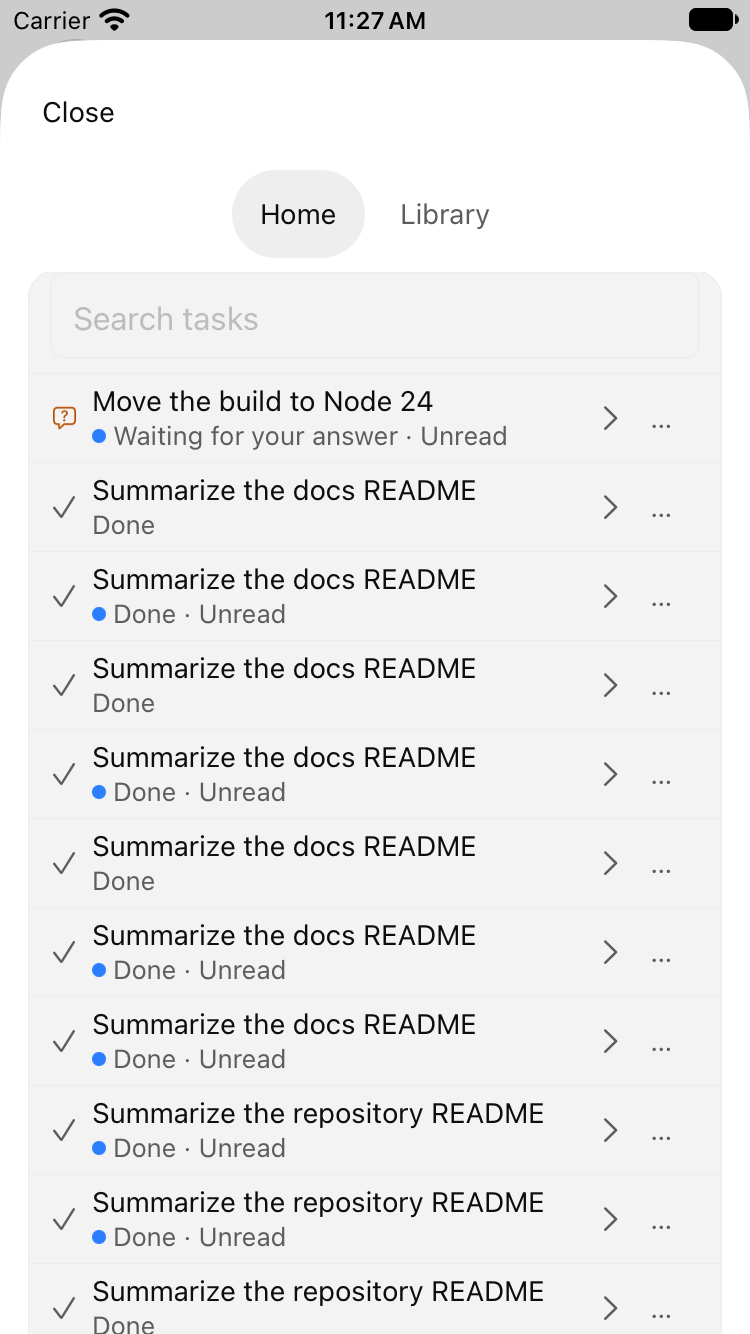 Carrier 11:27 AM
Close
Home Library
Search tasks
Move the build to Node 24
Waiting for your answer · Unread
...
Summarize the docs README
Done
...
Summarize the docs README
Done · Unread
...
Summarize the docs README
Done
...
Summarize the docs README
Done · Unread
...
Summarize the docs README
Done
...
Summarize the docs README
Done · Unread
...
Summarize the docs README
Done · Unread
...
Summarize the repository README
Done · Unread
...
Summarize the repository README
Done · Unread
...
Summarize the repository README
Done
...